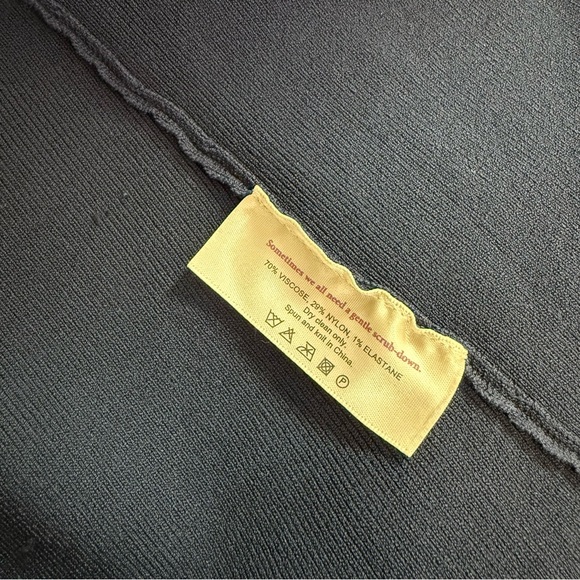 Sometimes we all need a gentle scrub-down.
70% VISCOSE, 29% NYLON, 1% ELASTANE
Dry clean only.
Spun and knit in China.
P